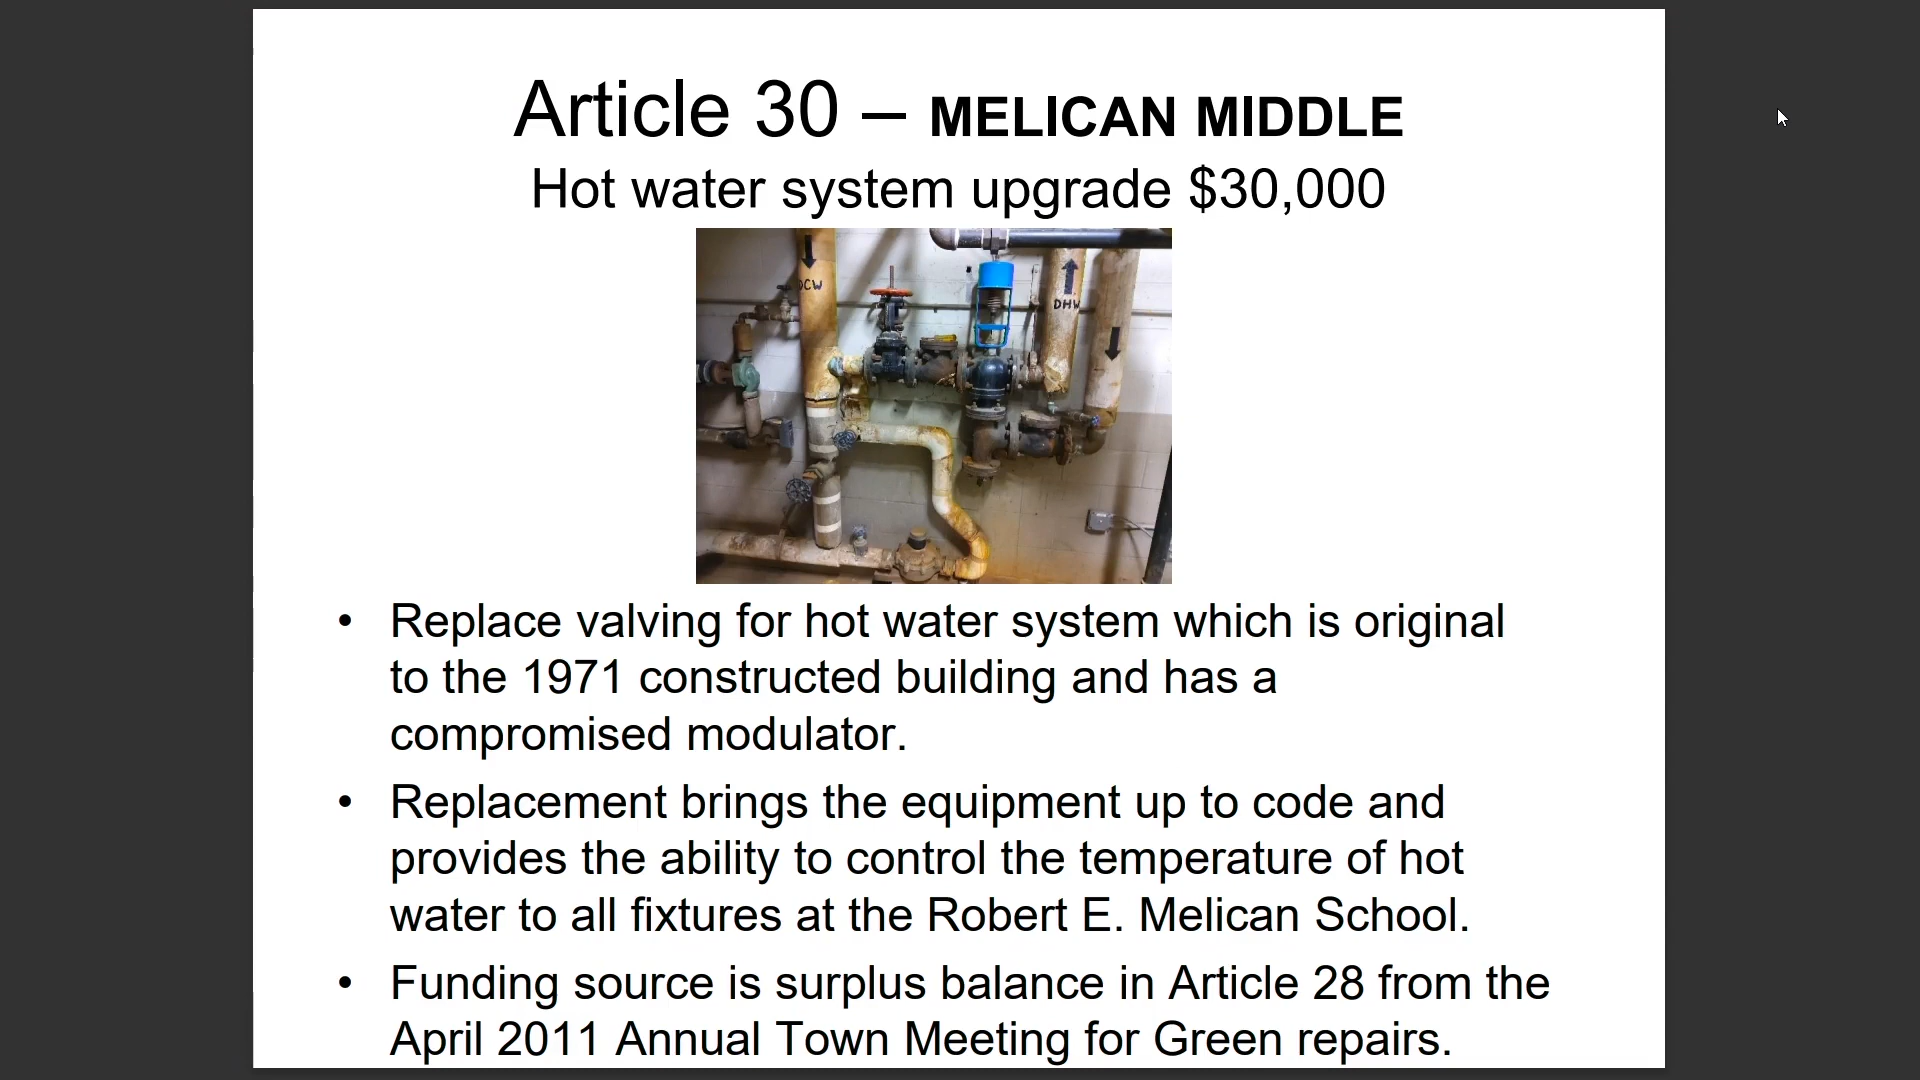 Article 30 – MELICAN MIDDLE
Hot water system upgrade $30,000
DCW
DHW
• Replace valving for hot water system which is original
to the 1971 constructed building and has a
compromised modulator.
• Replacement brings the equipment up to code and
provides the ability to control the temperature of hot
water to all fixtures at the Robert E. Melican School.
• Funding source is surplus balance in Article 28 from the
April 2011 Annual Town Meeting for Green repairs.